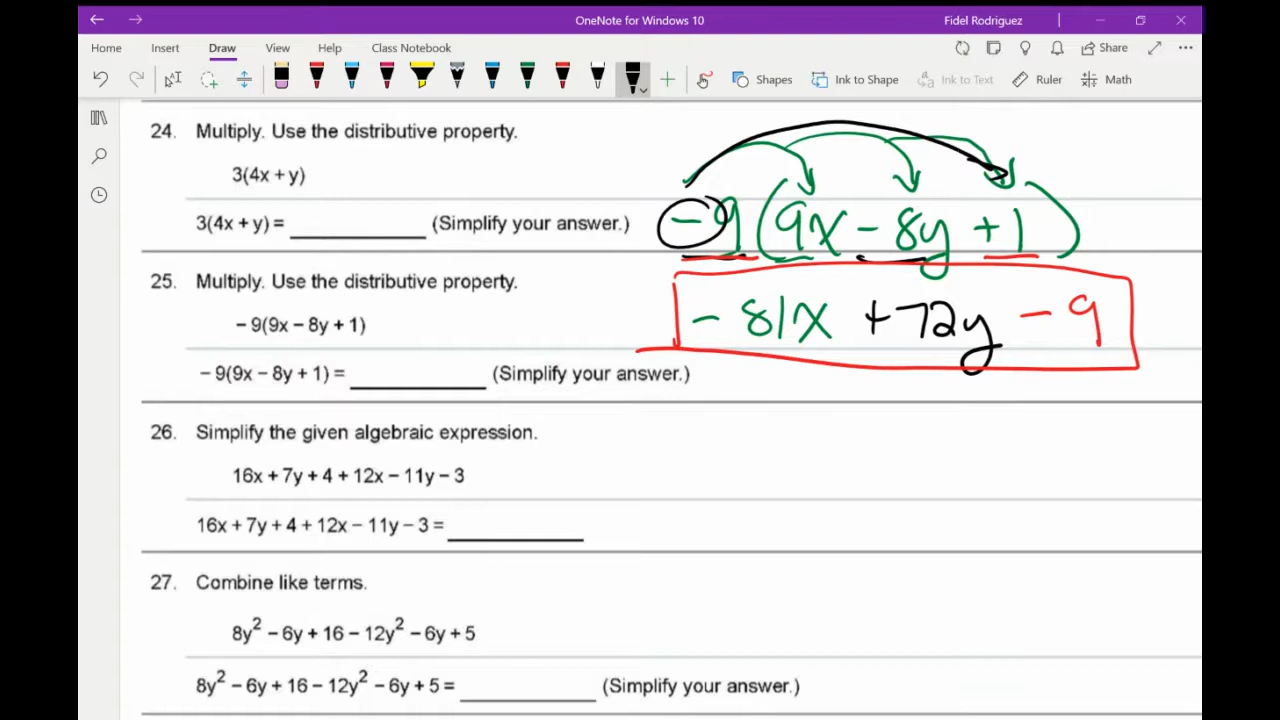 OneNote for Windows 10
Fidel Rodriguez
Home Insert Draw View Help Class Notebook Share
Shapes Ink to Shape Ink to Text Ruler Math
24. Multiply. Use the distributive property.
3(4x + y)
3(4x + y) = ____________ (Simplify your answer.)
-9(9x - 8y + 1)
25. Multiply. Use the distributive property.
- 81x + 72y - 9
- 9(9x - 8y + 1)
- 9(9x - 8y + 1) = ____________ (Simplify your answer.)
26. Simplify the given algebraic expression.
16x + 7y + 4 + 12x - 11y - 3
16x + 7y + 4 + 12x - 11y - 3 = ____________
27. Combine like terms.
8y² - 6y + 16 - 12y² - 6y + 5
8y² - 6y + 16 - 12y² - 6y + 5 = ____________ (Simplify your answer.)